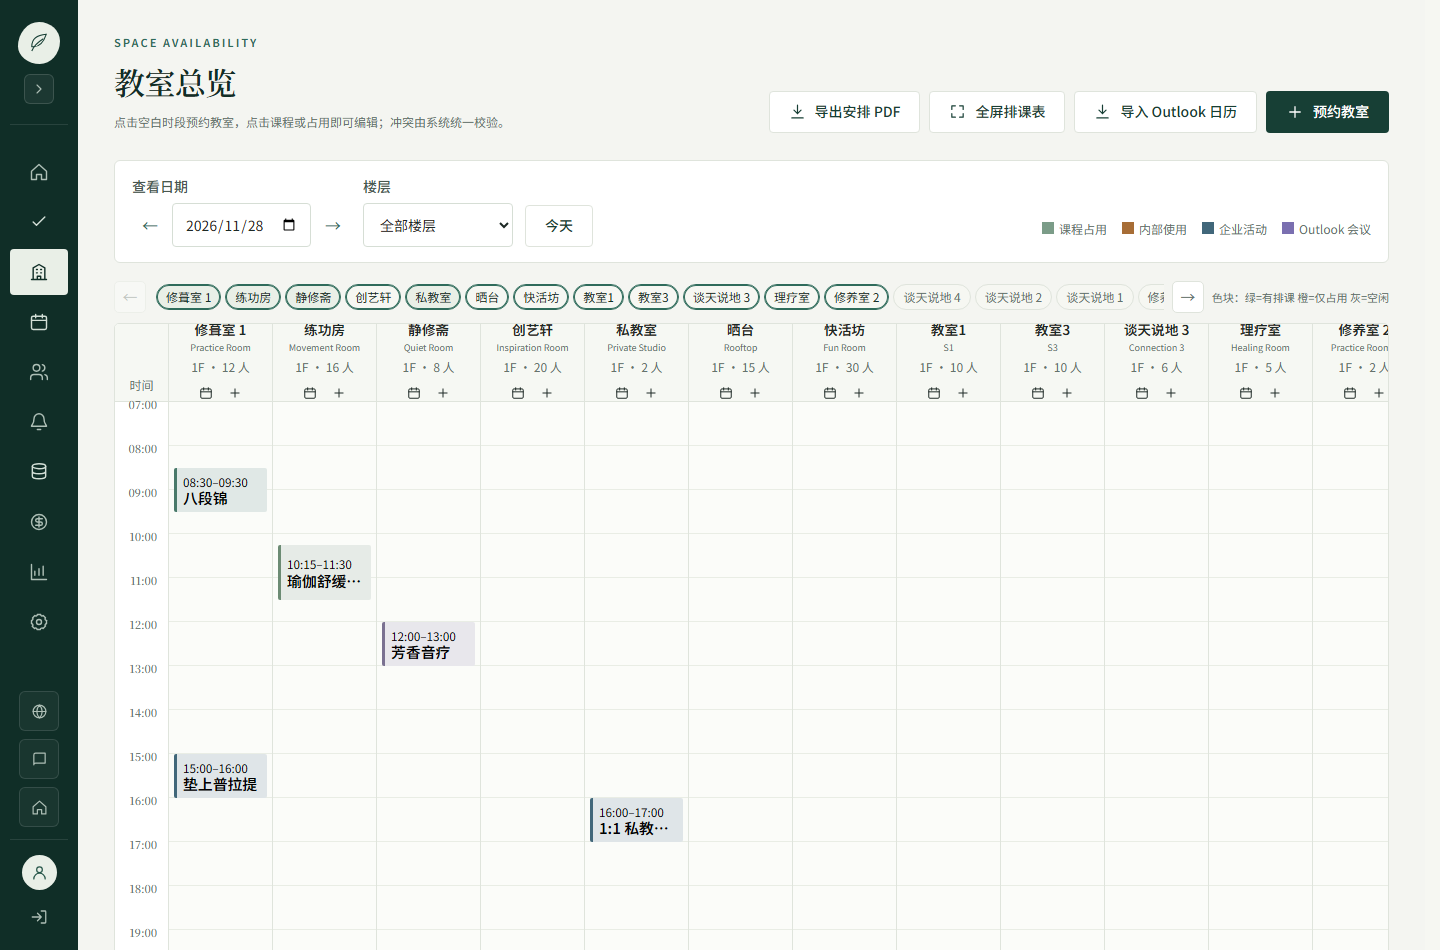 SPACE AVAILABILITY
教室总览
点击空白时段预约教室，点击课程或占用即可编辑；冲突由系统统一校验。
导出安排 PDF
全屏排课表
导入 Outlook 日历
预约教室
查看日期
楼层
2026/11/28
全部楼层
今天
课程占用
内部使用
企业活动
Outlook 会议
修葺室 1
练功房
静修斋
创艺轩
私教室
晒台
快活坊
教室1
教室3
谈天说地 3
理疗室
修养室 2
谈天说地 4
谈天说地 2
谈天说地 1
色块：绿=有排课 橙=仅占用 灰=空闲
时间
修葺室 1
Practice Room
1F · 12 人
练功房
Movement Room
1F · 16 人
静修斋
Quiet Room
1F · 8 人
创艺轩
Inspiration Room
1F · 20 人
私教室
Private Studio
1F · 2 人
晒台
Rooftop
1F · 15 人
快活坊
Fun Room
1F · 30 人
教室1
S1
1F · 10 人
教室3
S3
1F · 10 人
谈天说地 3
Connection 3
1F · 6 人
理疗室
Healing Room
1F · 5 人
修养室 2
Practice Room
1F · 2 人
07:00
08:00
09:00
10:00
11:00
12:00
13:00
14:00
15:00
16:00
17:00
18:00
19:00
08:30–09:30
八段锦
10:15–11:30
瑜伽舒缓…
12:00–13:00
芳香音疗
15:00–16:00
垫上普拉提
16:00–17:00
1:1 私教…